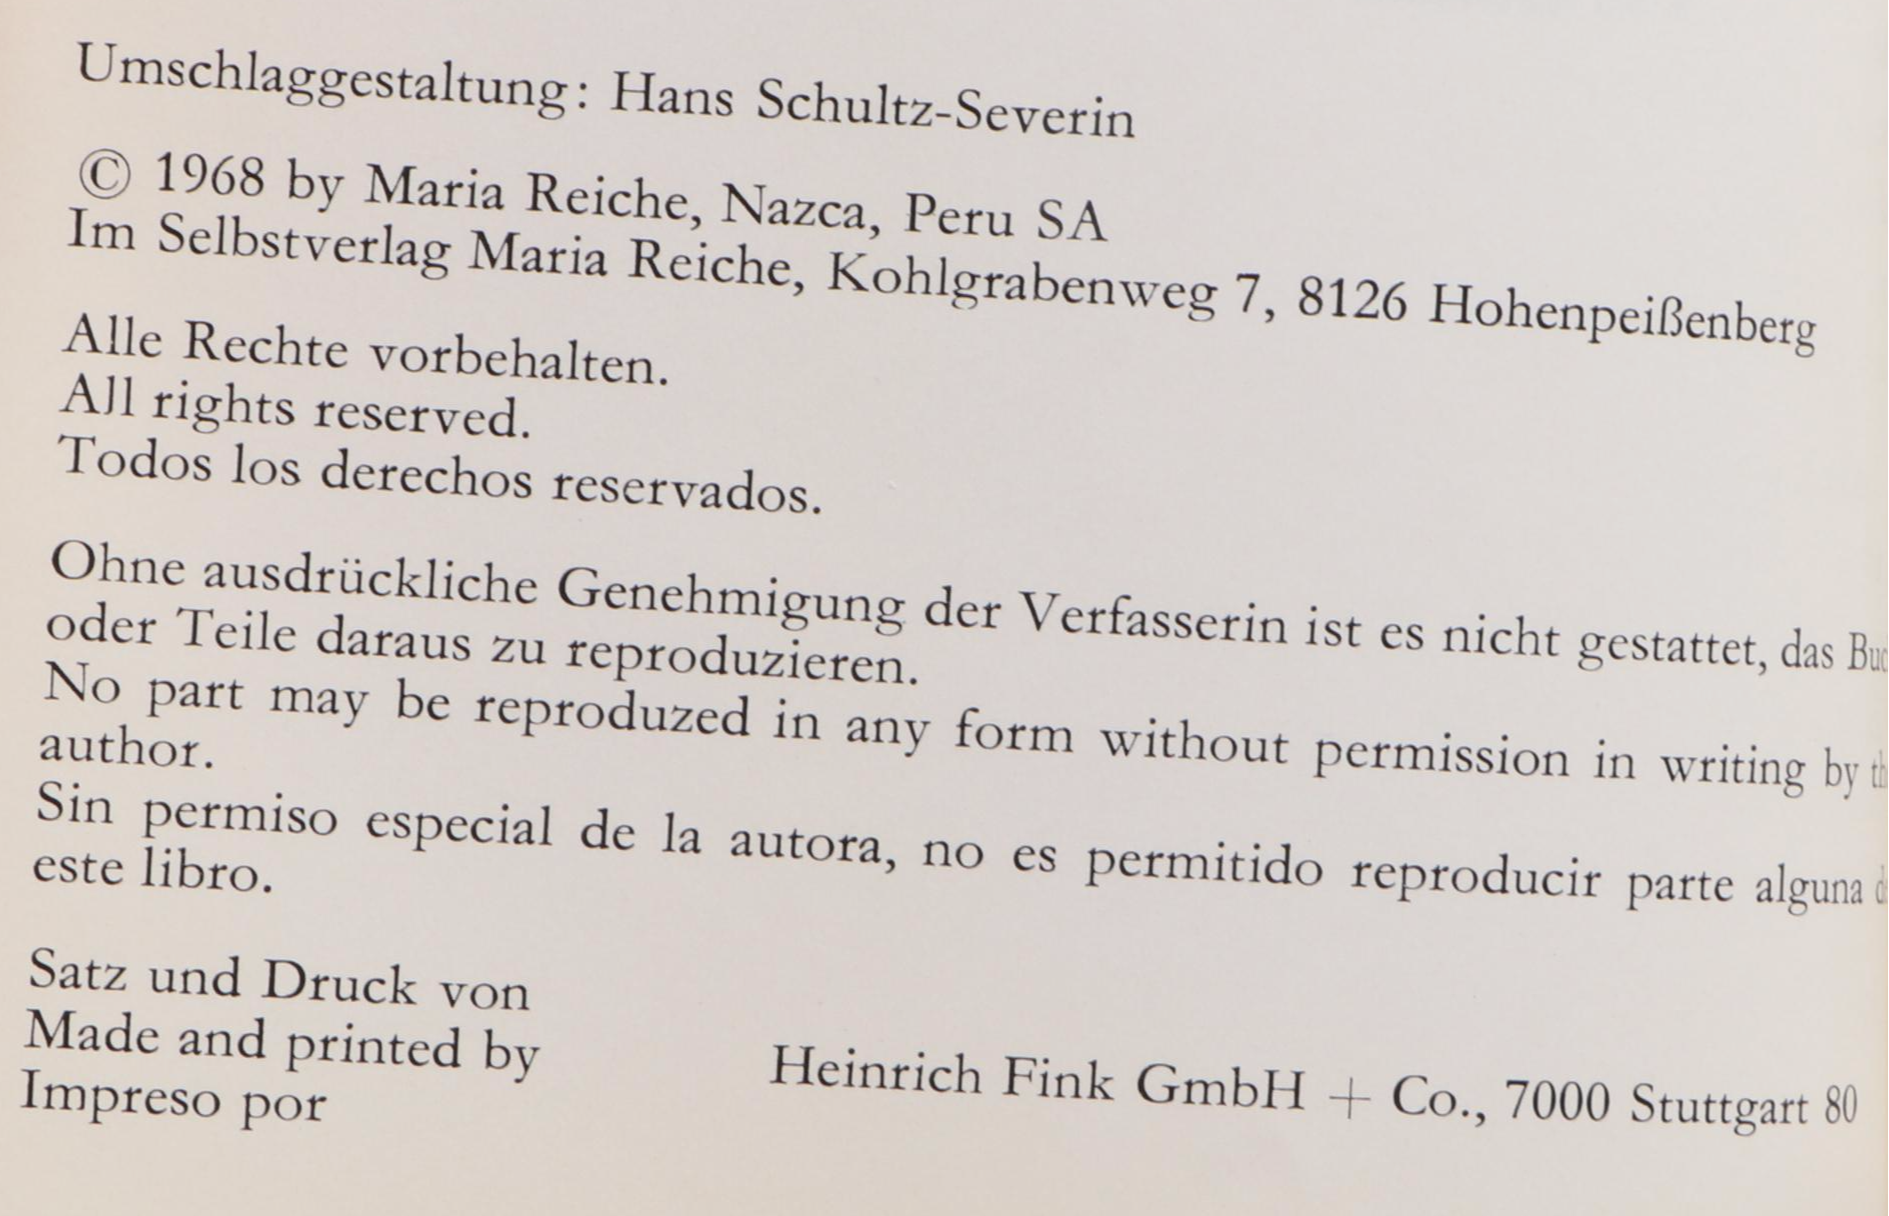 Umschlaggestaltung: Hans Schultz-Severin
© 1968 by Maria Reiche, Nazca, Peru SA
Im Selbstverlag Maria Reiche, Kohlgrabenweg 7, 8126 Hohenpeißenberg
Alle Rechte vorbehalten.
All rights reserved.
Todos los derechos reservados.
Ohne ausdrückliche Genehmigung der Verfasserin ist es nicht gestattet, das
oder Teile daraus zu reproduzieren.
No part may be reproduzed in any form without permission in writing by
author.
Sin permiso especial de la autora, no es permitido reproducir parte alguna
este libro.
Satz und Druck von
Made and printed by
Impreso por
Heinrich Fink GmbH + Co., 7000 Stuttgart 80